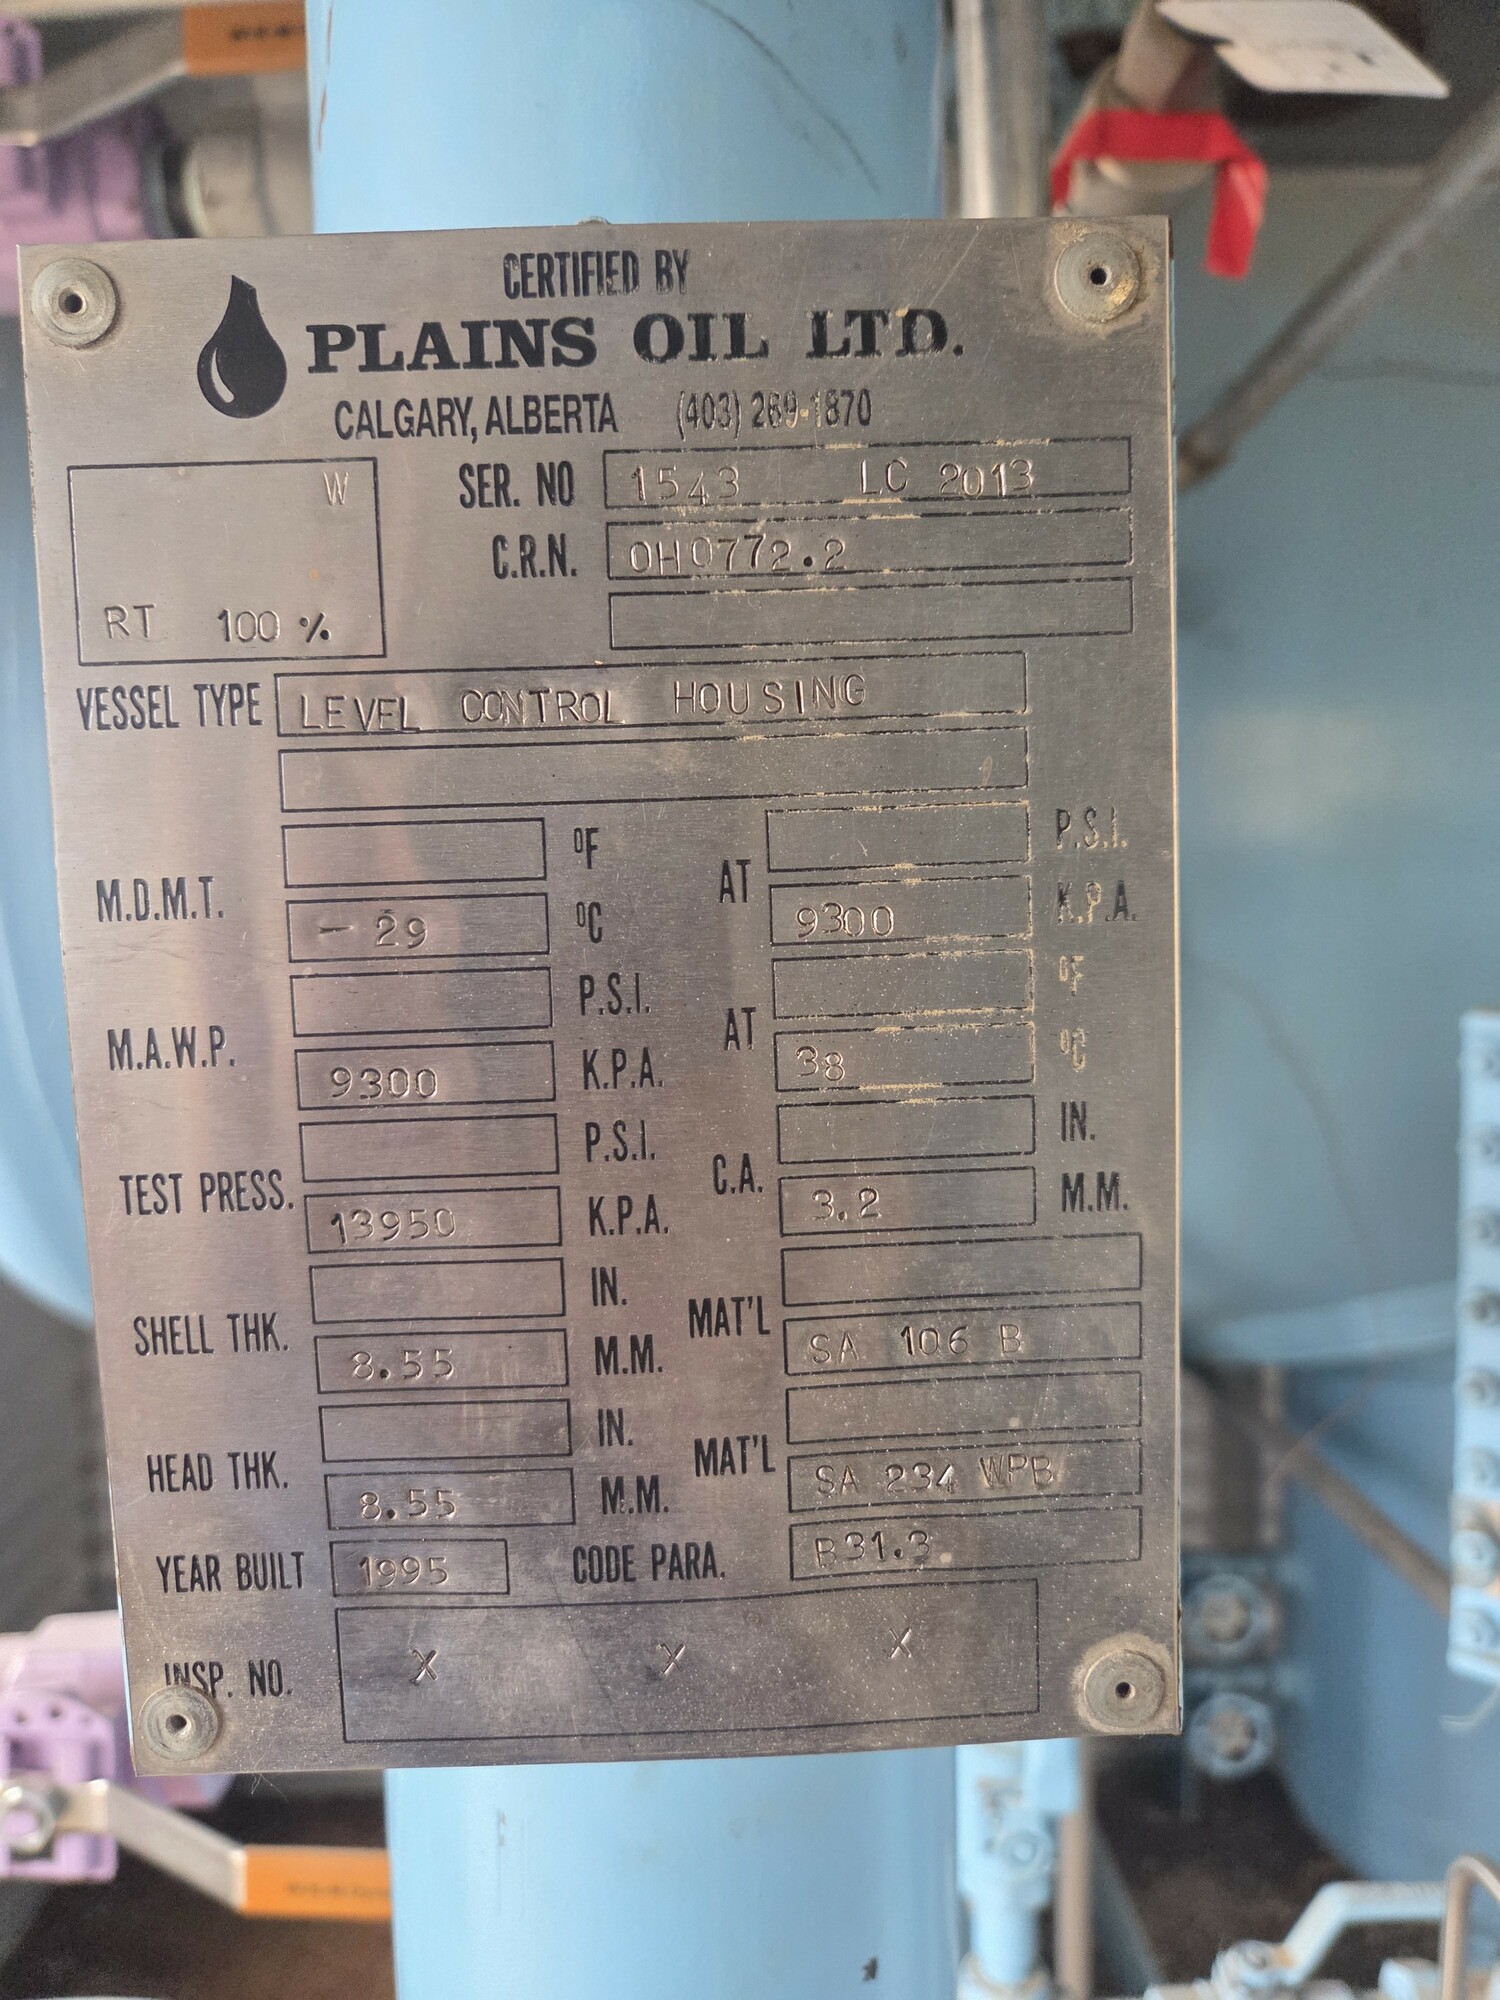 CERTIFIED BY
PLAINS OIL LTD.
CALGARY, ALBERTA (403) 269-1870
W
RT 100 %
SER. NO 1543 LC 2013
C.R.N. 0H0772.2
VESSEL TYPE LEVEL CONTROL HOUSING
M.D.M.T. °F AT P.S.I.
-29 °C 9300 K.P.A.
M.A.W.P. P.S.I. AT °F
9300 K.P.A. 38 °C
TEST PRESS. P.S.I. C.A. IN.
13950 K.P.A. 3.2 M.M.
SHELL THK. IN. MAT'L
8.55 M.M. SA 106 B
HEAD THK. IN. MAT'L
8.55 M.M. SA 234 WPB
YEAR BUILT 1995 CODE PARA. B31.3
INSP. NO. X X X